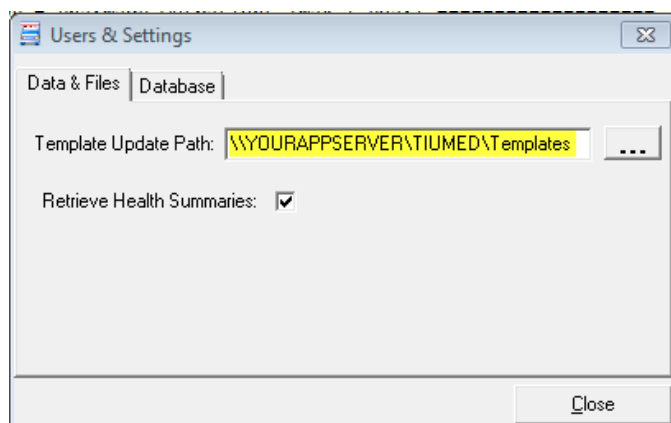 Users & Settings
Data & Files Database
Template Update Path: \\YOURAPPSERVER\TIUMED\Templates ...
Retrieve Health Summaries:
Close